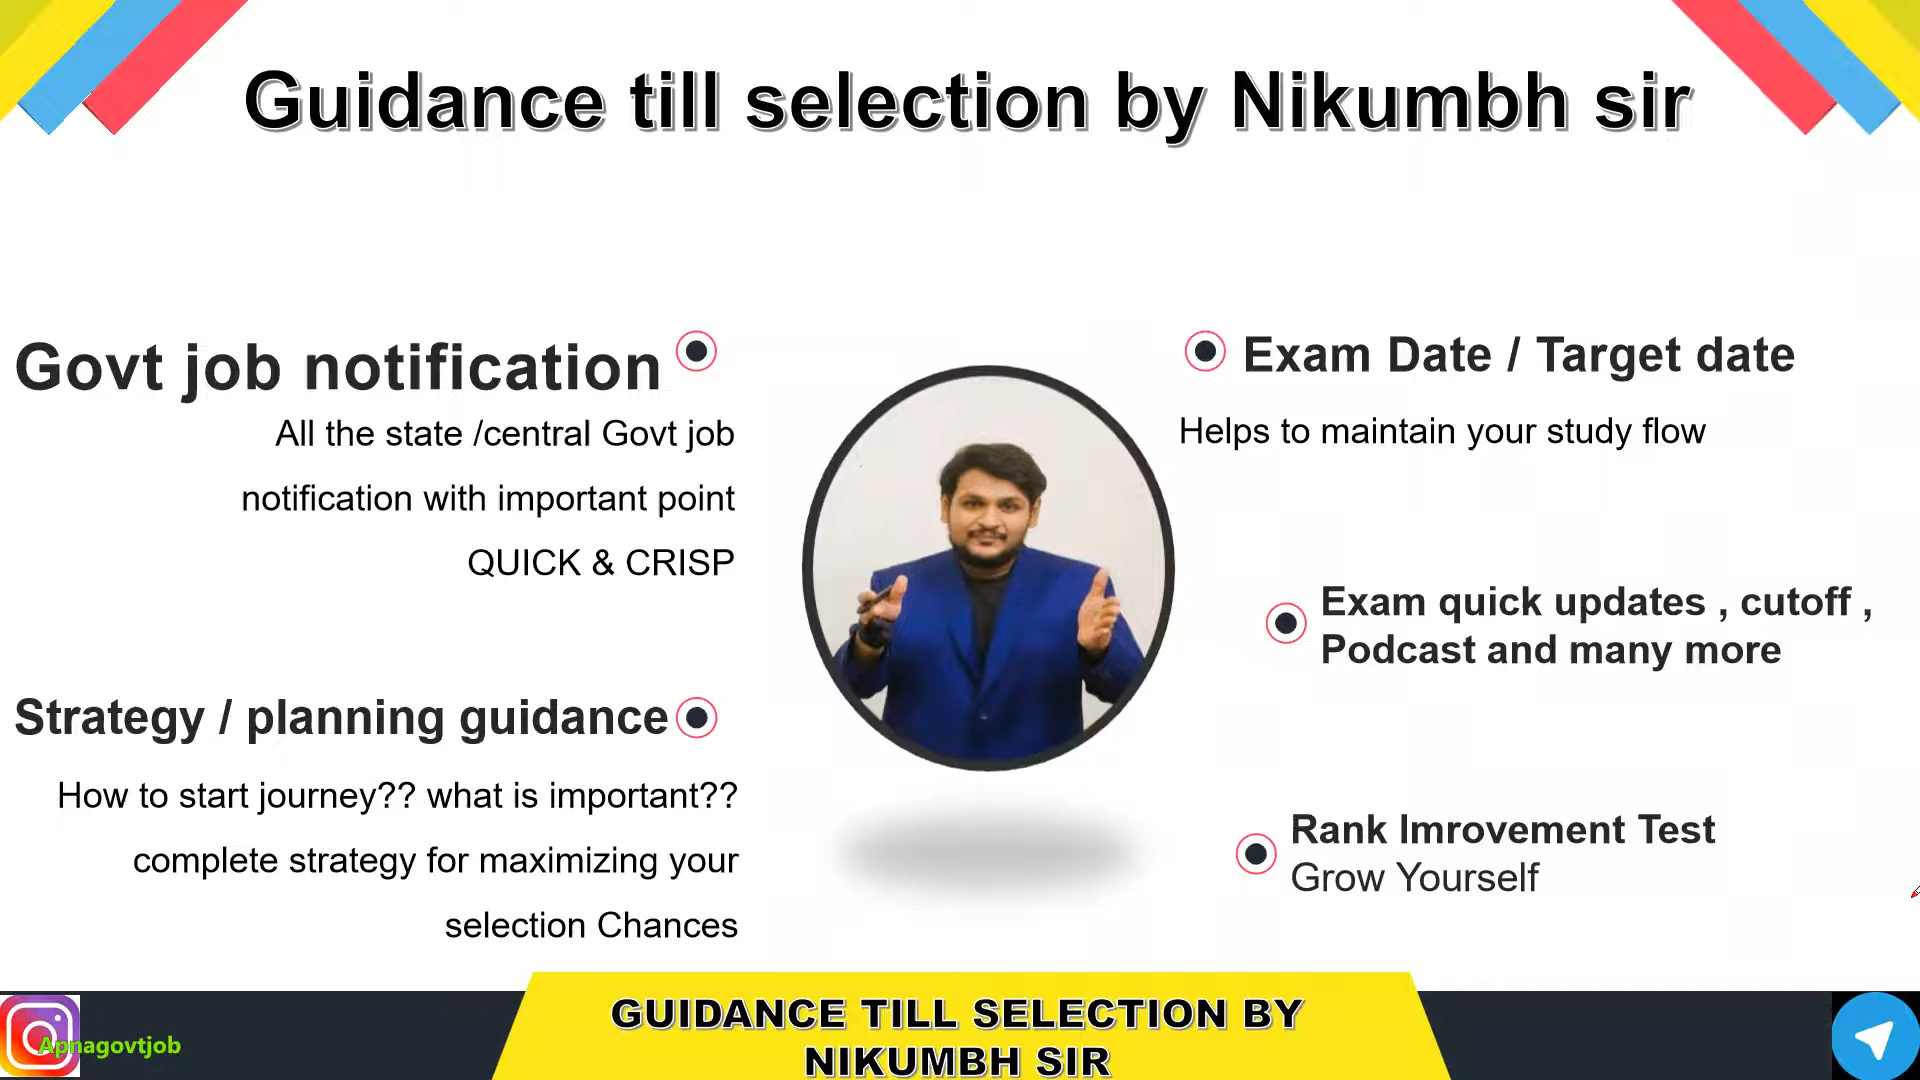 Guidance till selection by Nikumbh sir
Govt job notification
All the state /central Govt job
notification with important point
QUICK & CRISP
Strategy / planning guidance
How to start journey?? what is important??
complete strategy for maximizing your
selection Chances
Exam Date / Target date
Helps to maintain your study flow
Exam quick updates , cutoff ,
Podcast and many more
Rank Imrovement Test
Grow Yourself
Apnagovtjob
GUIDANCE TILL SELECTION BY
NIKUMBH SIR